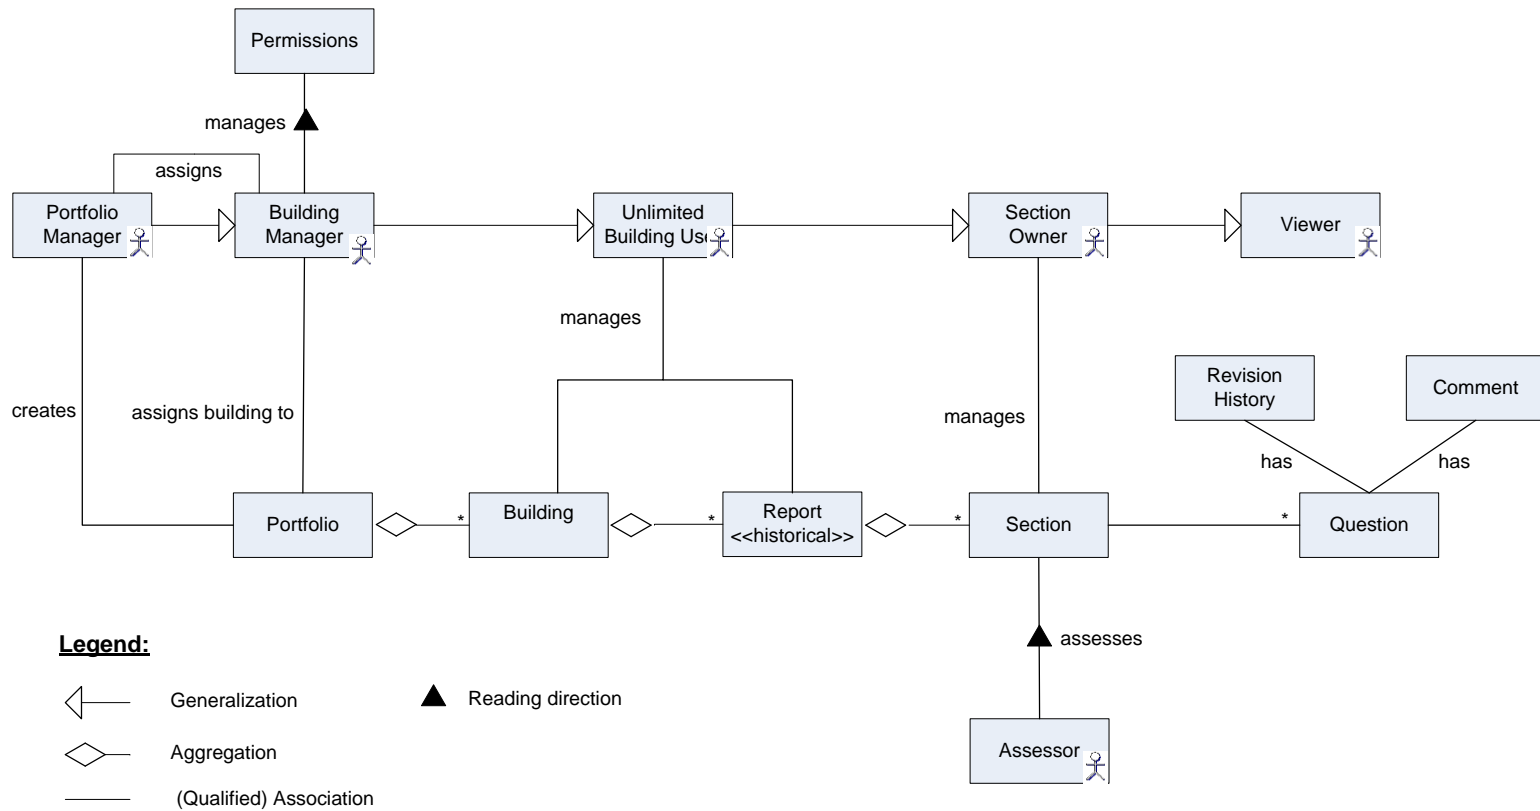 Permissions
manages
assigns
Portfolio
Manager
Building
Manager
Unlimited
Building User
Section
Owner
Viewer
manages
creates
assigns building to
manages
Revision
History
Comment
has
has
Portfolio
*
Building
*
Report
<<historical>>
*
Section
*
Question
assesses
Assessor
Legend:
Generalization
Reading direction
Aggregation
(Qualified) Association